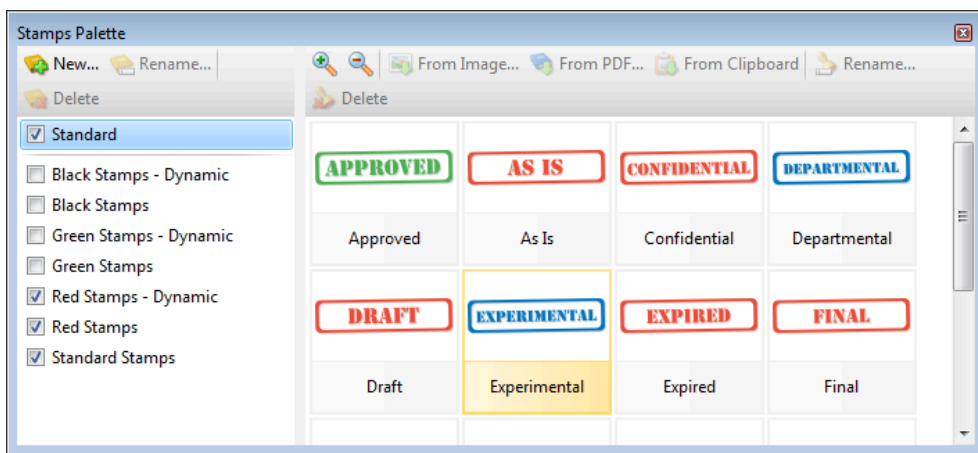 Stamps Palette
New... Rename...
Delete
From Image... From PDF... From Clipboard Rename...
Delete
Standard
Black Stamps - Dynamic
Black Stamps
Green Stamps - Dynamic
Green Stamps
Red Stamps - Dynamic
Red Stamps
Standard Stamps
APPROVED AS IS CONFIDENTIAL DEPARTMENTAL
Approved As Is Confidential Departmental
DRAFT EXPERIMENTAL EXPIRED FINAL
Draft Experimental Expired Final